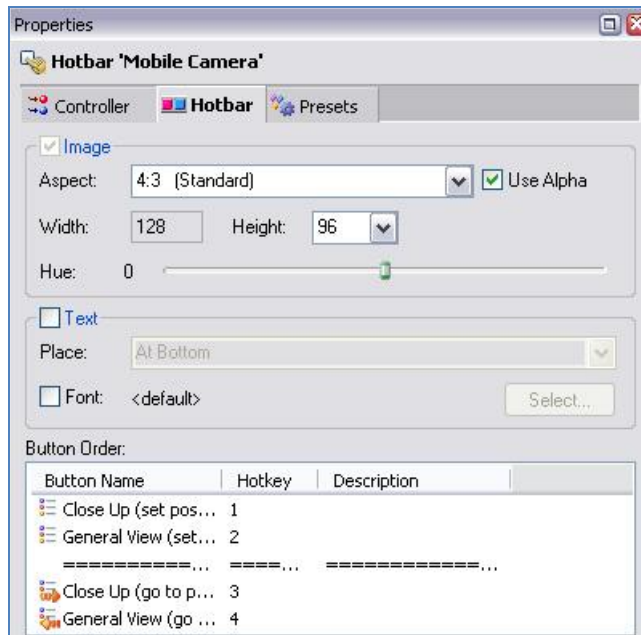 Properties
Hotbar 'Mobile Camera'
Controller Hotbar Presets
Image
Aspect: 4:3 (Standard) Use Alpha
Width: 128 Height: 96
Hue: 0
Text
Place: At Bottom
Font: <default> Select...
Button Order:
Button Name Hotkey Description
Close Up (set pos... 1
General View (set... 2
==========... ====... ============...
Close Up (go to p... 3
General View (go ... 4